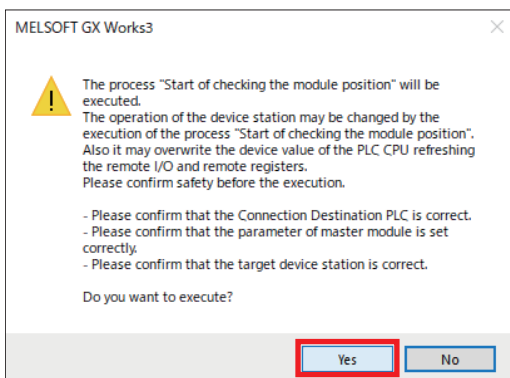 MELSOFT GX Works3
The process "Start of checking the module position" will be
executed.
The operation of the device station may be changed by the
execution of the process "Start of checking the module position".
Also it may overwrite the device value of the PLC CPU refreshing
the remote I/O and remote registers.
Please confirm safety before the execution.
- Please confirm that the Connection Destination PLC is correct.
- Please confirm that the parameter of master module is set
correctly.
- Please confirm that the target device station is correct.
Do you want to execute?
Yes No